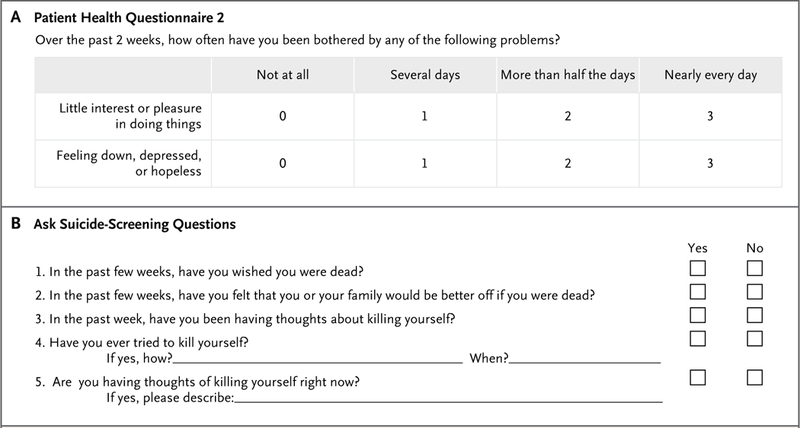 A Patient Health Questionnaire 2
Over the past 2 weeks, how often have you been bothered by any of the following problems?
Not at all Several days More than half the days Nearly every day
Little interest or pleasure
in doing things 0 1 2 3
Feeling down, depressed,
or hopeless 0 1 2 3
B Ask Suicide-Screening Questions
Yes No
1. In the past few weeks, have you wished you were dead?
2. In the past few weeks, have you felt that you or your family would be better off if you were dead?
3. In the past week, have you been having thoughts about killing yourself?
4. Have you ever tried to kill yourself?
If yes, how? When?
5. Are you having thoughts of killing yourself right now?
If yes, please describe: